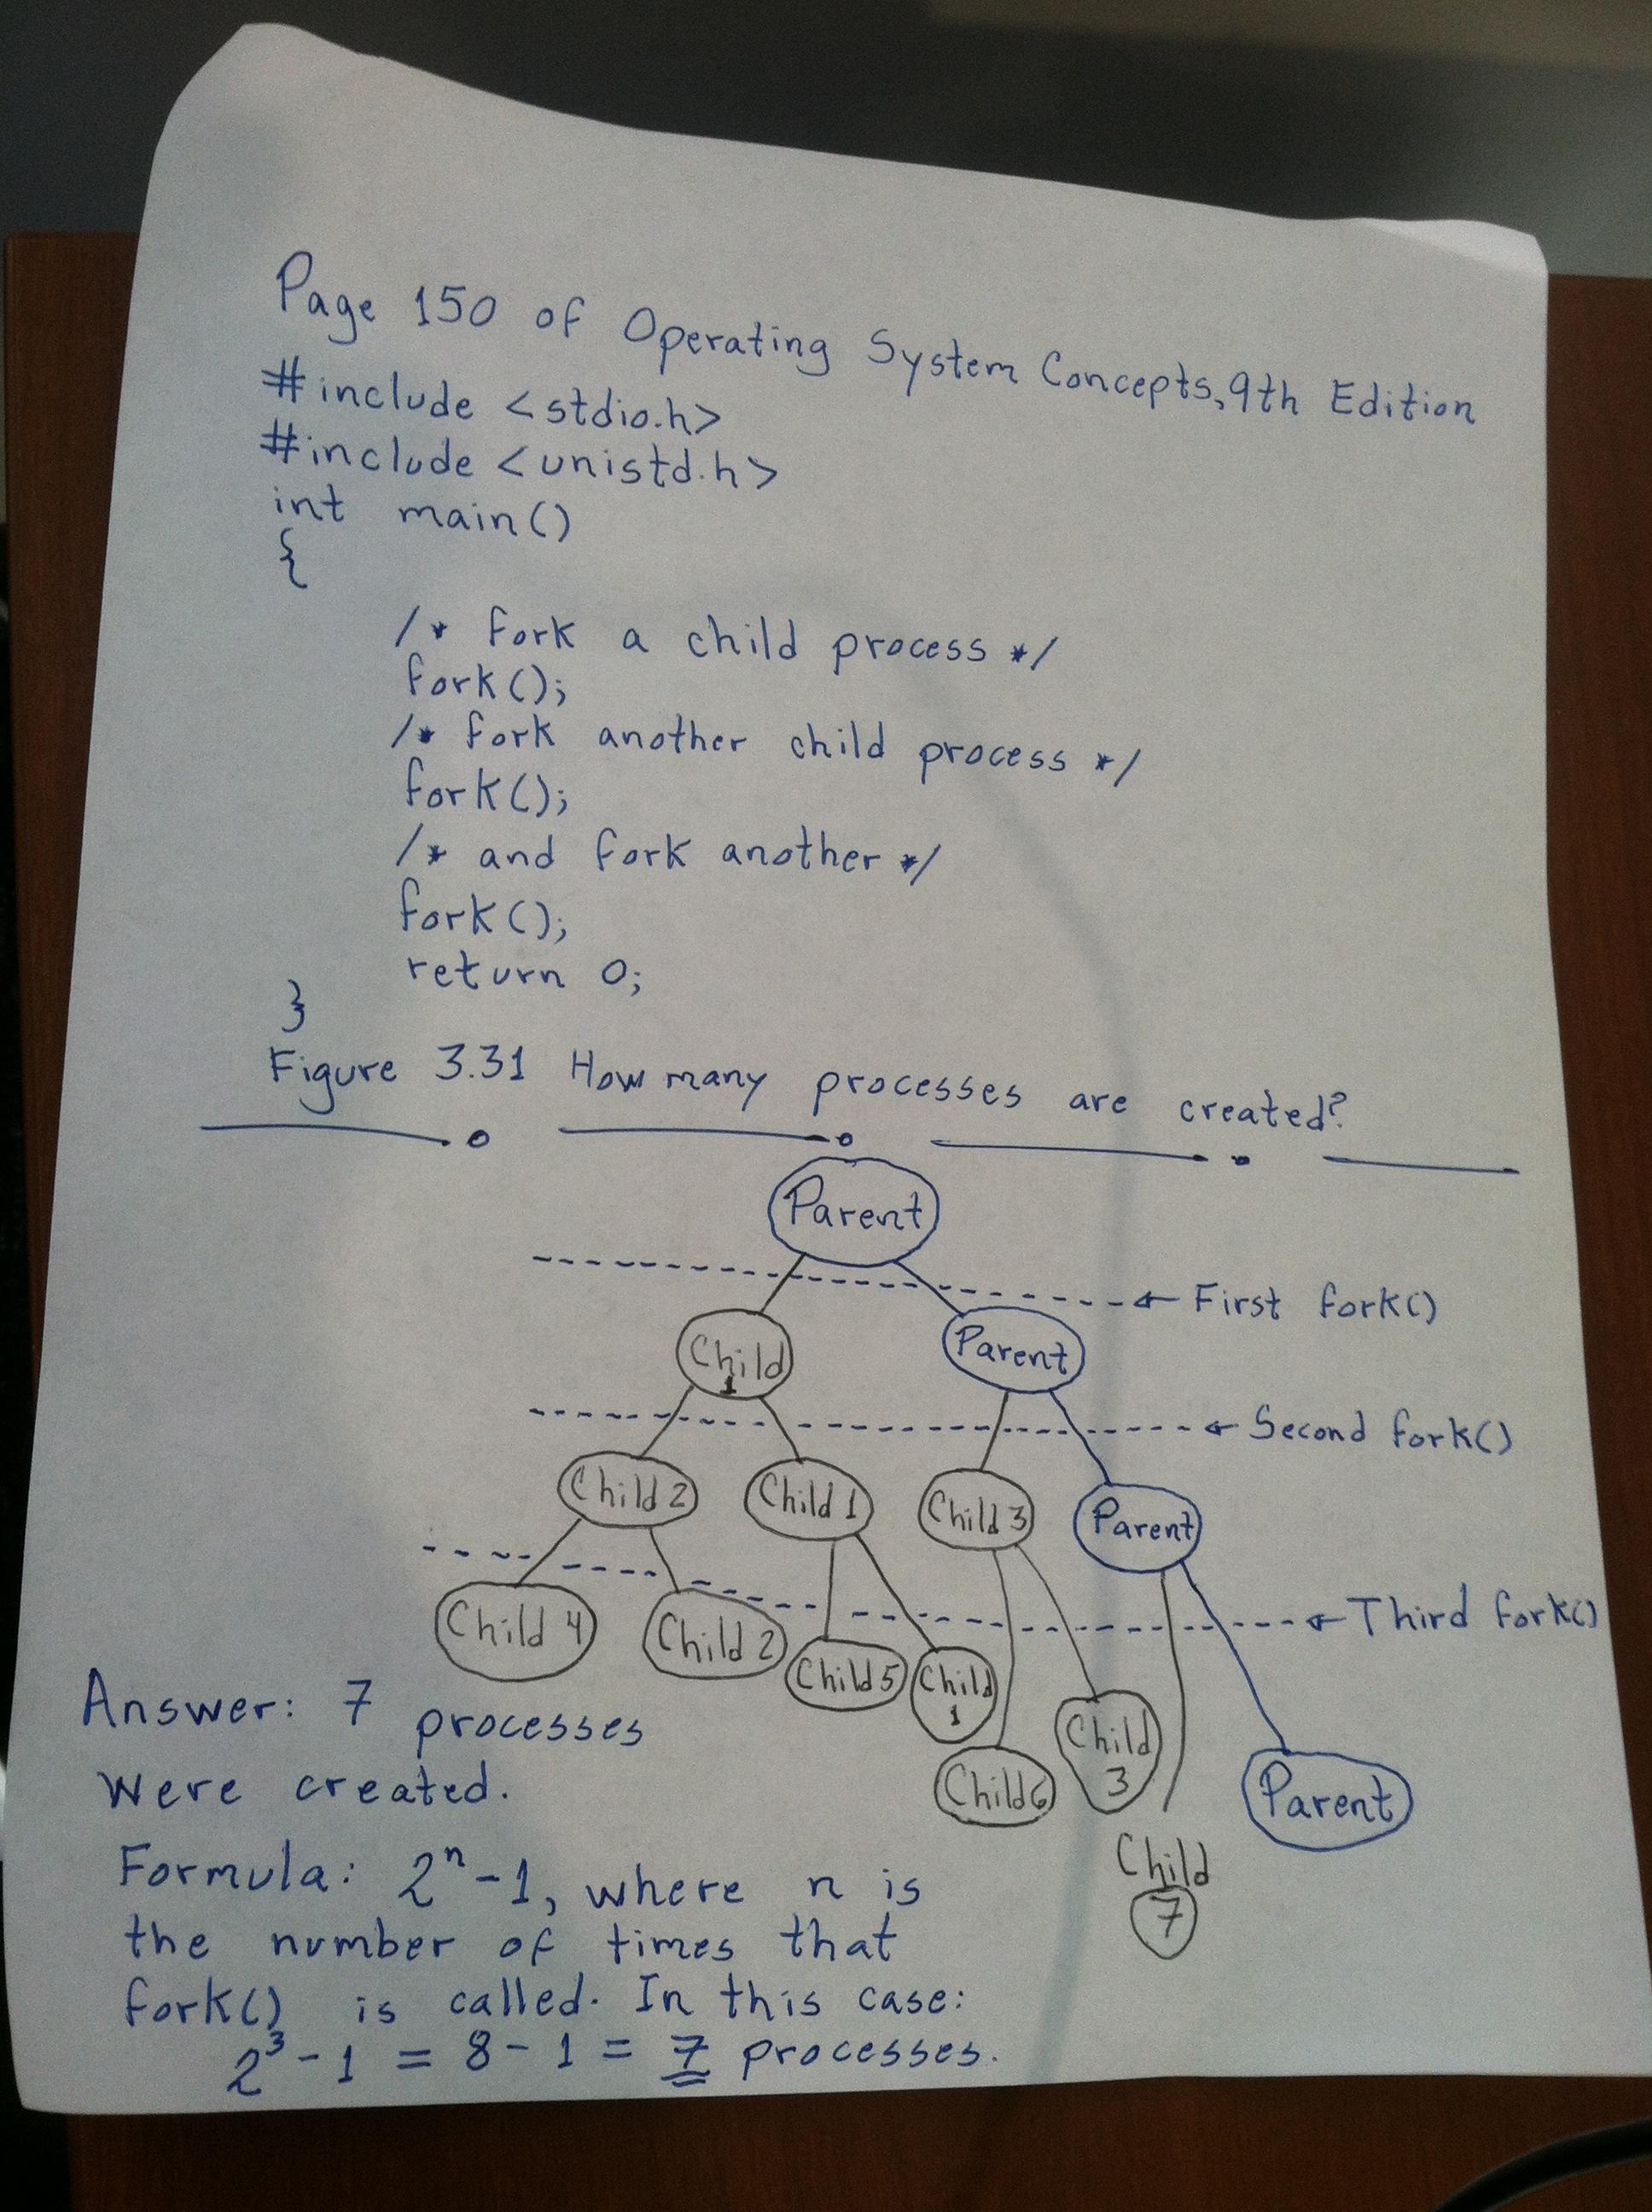 Page 150 of Operating System Concepts, 9th Edition
#include <stdio.h>
#include <unistd.h>
int main()
{
/* fork a child process */
fork();
/* fork another child process */
fork();
/* and fork another */
fork();
return 0;
}
Figure 3.31 How many processes are created?
Parent
← First fork()
Child 1 Parent
← Second fork()
Child 2 Child 1 Child 3 Parent
← Third fork()
Child 4 Child 2 Child 5 Child 1 Child 6 Child 3 Child 7 Parent
Answer: 7 processes
were created.
Formula: 2^n - 1, where n is
the number of times that
fork() is called. In this case:
2^3 - 1 = 8 - 1 = 7 processes.